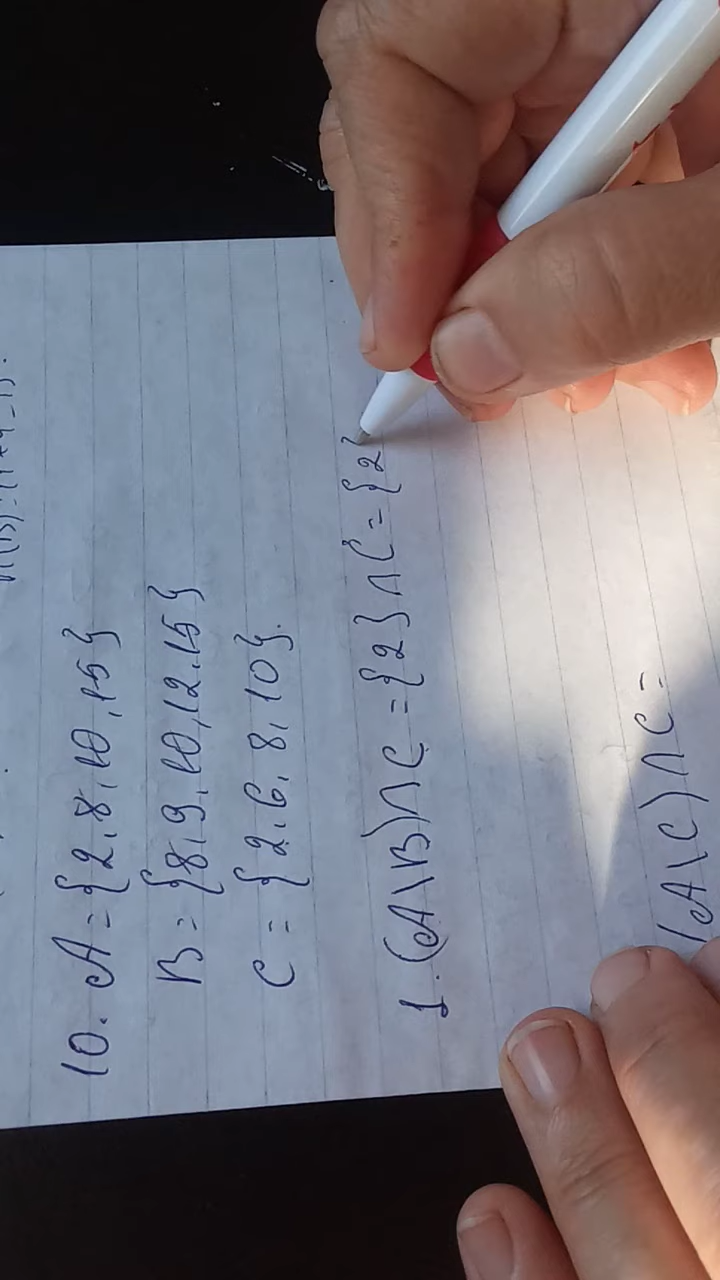 10. A = {2,8,10,15}
B = {8,9,10,12,15}
C = {2,6,8,10}.
1. (A\B)∩C = {2}∩C = {2
(A\C)∩C =